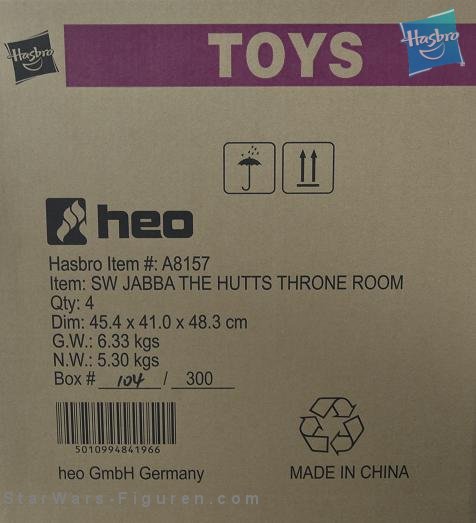 Hasbro TOYS Hasbro
heo
Hasbro Item #: A8157
Item: SW JABBA THE HUTTS THRONE ROOM
Qty: 4
Dim: 45.4 x 41.0 x 48.3 cm
G.W.: 6.33 kgs
N.W.: 5.30 kgs
Box # 104 / 300
5010994841966
heo GmbH Germany MADE IN CHINA
StarWars-Figuren.com